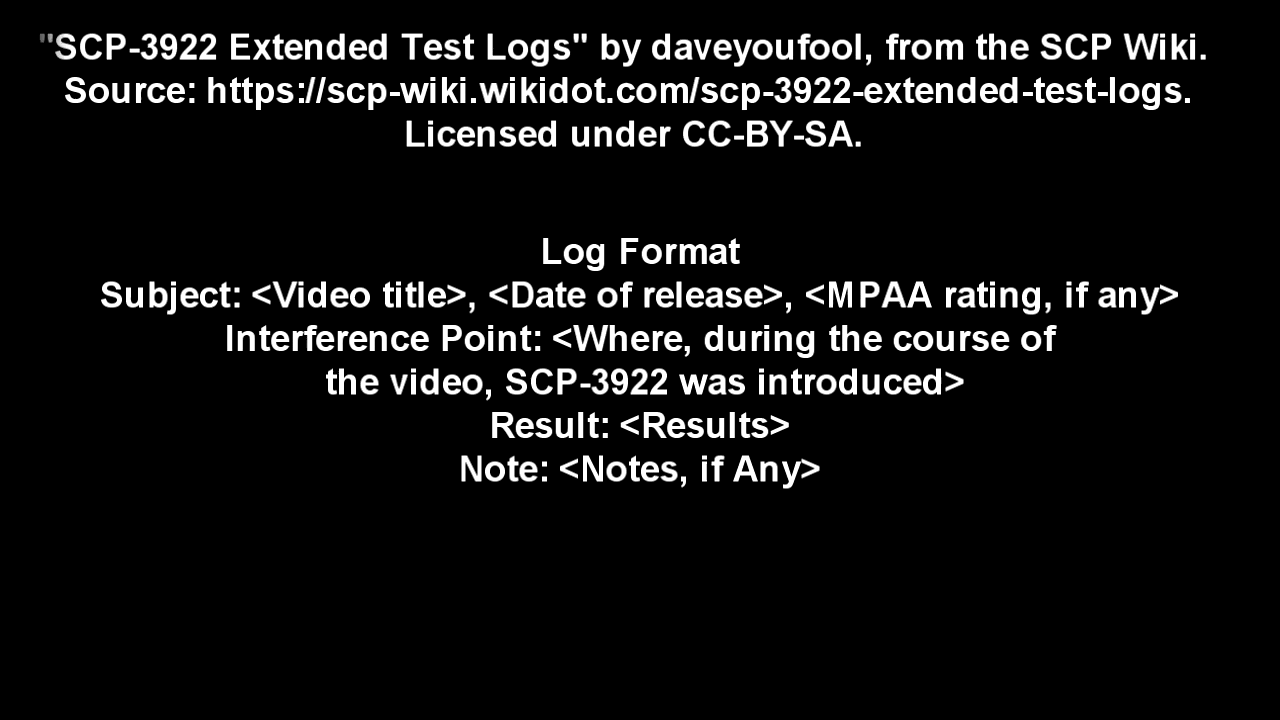 "SCP-3922 Extended Test Logs" by daveyoufool, from the SCP Wiki.
Source: https://scp-wiki.wikidot.com/scp-3922-extended-test-logs.
Licensed under CC-BY-SA.
Log Format
Subject: <Video title>, <Date of release>, <MPAA rating, if any>
Interference Point: <Where, during the course of
the video, SCP-3922 was introduced>
Result: <Results>
Note: <Notes, if Any>